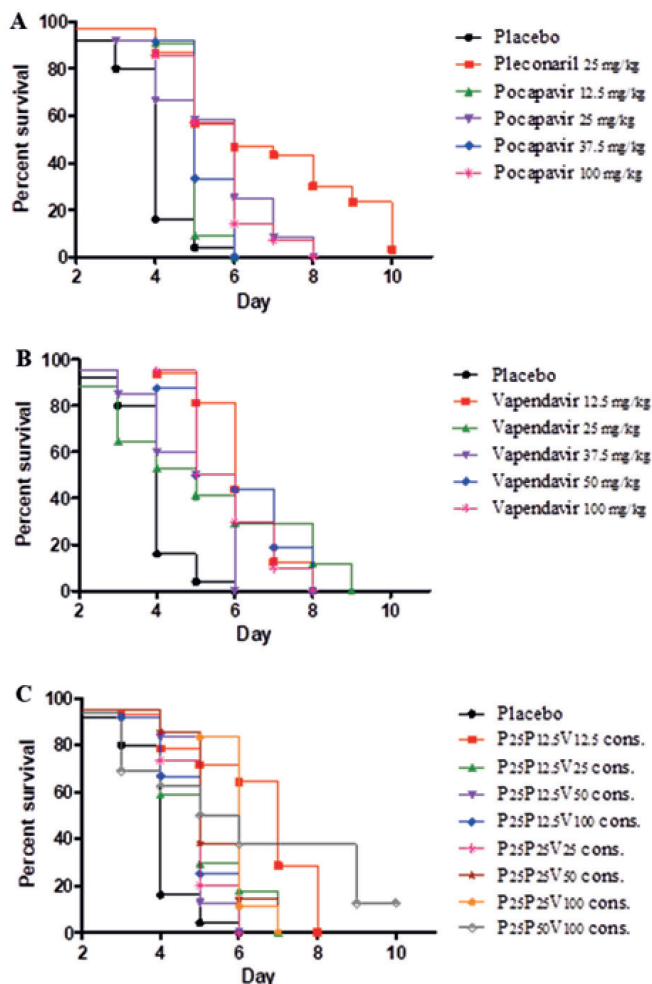 A
Percent survival
100
80
60
40
20
0
2 4 6 8 10
Day
Placebo
Pleconaril 25 mg/kg
Pocapavir 12.5 mg/kg
Pocapavir 25 mg/kg
Pocapavir 37.5 mg/kg
Pocapavir 100 mg/kg
B
Percent survival
100
80
60
40
20
0
2 4 6 8 10
Day
Placebo
Vapendavir 12.5 mg/kg
Vapendavir 25 mg/kg
Vapendavir 37.5 mg/kg
Vapendavir 50 mg/kg
Vapendavir 100 mg/kg
C
Percent survival
100
80
60
40
20
0
2 4 6 8 10
Day
Placebo
P25P12.5V12.5 cons.
P25P12.5V25 cons.
P25P12.5V50 cons.
P25P12.5V100 cons.
P25P25V25 cons.
P25P25V50 cons.
P25P25V100 cons.
P25P50V100 cons.